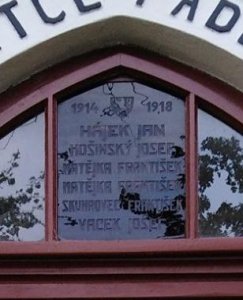 1914 1918
HÁJEK JAN
HOŠINSKÝ JOSEF
MATĚJKA FRANTIŠEK
MATĚJKA FRANTIŠEK
SKUHROVEC FRANTIŠEK
VACEK JOSEF